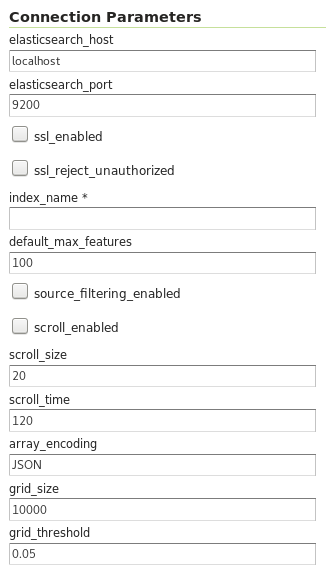 Connection Parameters
elasticsearch_host
localhost
elasticsearch_port
9200
ssl_enabled
ssl_reject_unauthorized
index_name *
default_max_features
100
source_filtering_enabled
scroll_enabled
scroll_size
20
scroll_time
120
array_encoding
JSON
grid_size
10000
grid_threshold
0.05